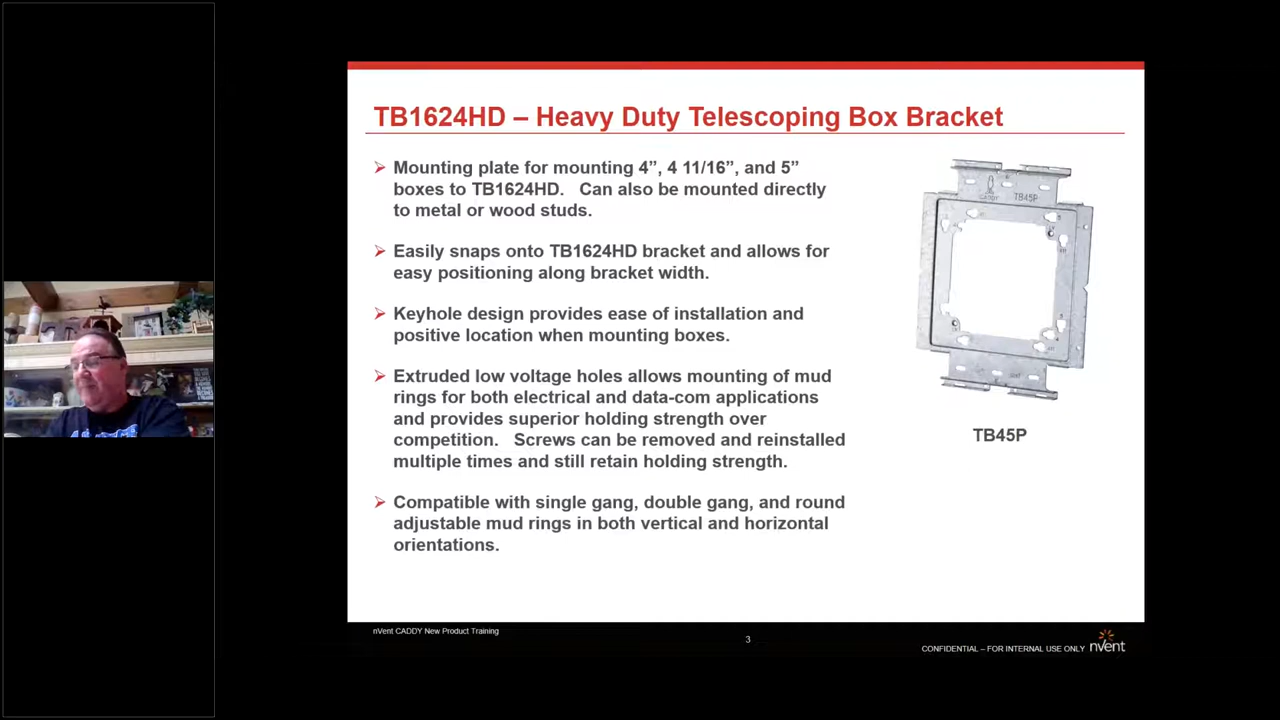 TB1624HD – Heavy Duty Telescoping Box Bracket
Mounting plate for mounting 4”, 4 11/16”, and 5”
boxes to TB1624HD. Can also be mounted directly
to metal or wood studs.
Easily snaps onto TB1624HD bracket and allows for
easy positioning along bracket width.
Keyhole design provides ease of installation and
positive location when mounting boxes.
Extruded low voltage holes allows mounting of mud
rings for both electrical and data-com applications
and provides superior holding strength over
competition. Screws can be removed and reinstalled
multiple times and still retain holding strength.
Compatible with single gang, double gang, and round
adjustable mud rings in both vertical and horizontal
orientations.
CADDY TB45P
TB45P
nVent CADDY New Product Training
3
CONFIDENTIAL – FOR INTERNAL USE ONLY
nVent